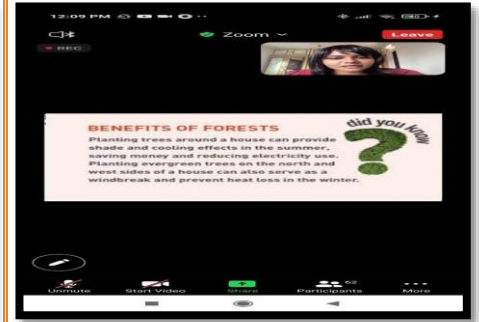 12:09 PM
Zoom
Leave
REC
BENEFITS OF FORESTS
did you know
?
Planting trees around a house can provide
shade and cooling effects in the summer,
saving money and reducing electricity use.
Planting evergreen trees on the north and
west sides of a house can also serve as a
windbreak and prevent heat loss in the winter.
62
Unmute
Start Video
Share
Participants
More